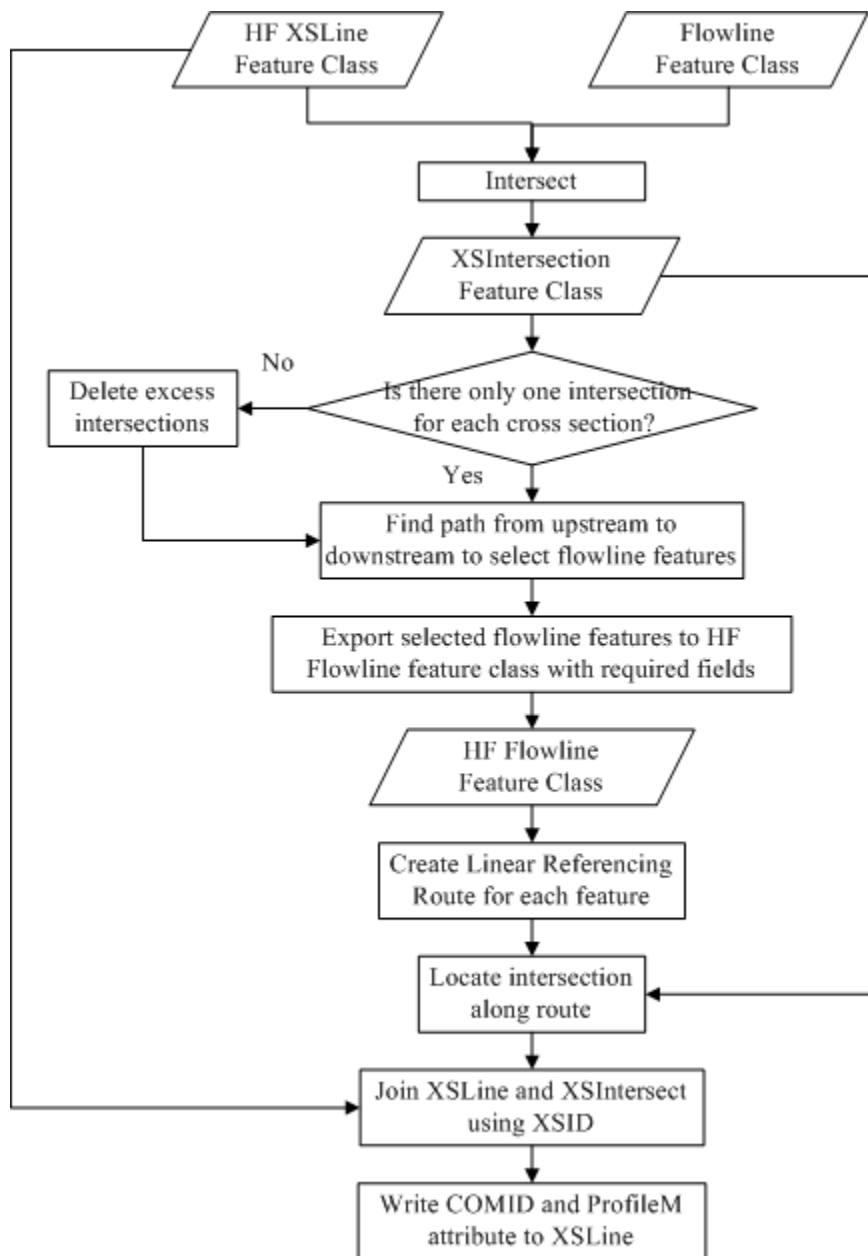 HF XSLine
Feature Class
Flowline
Feature Class
Intersect
XSIntersection
Feature Class
No
Delete excess
intersections
Is there only one intersection
for each cross section?
Yes
Find path from upstream to
downstream to select flowline features
Export selected flowline features to HF
Flowline feature class with required fields
HF Flowline
Feature Class
Create Linear Referencing
Route for each feature
Locate intersection
along route
Join XSLine and XSIntersect
using XSID
Write COMID and ProfileM
attribute to XSLine